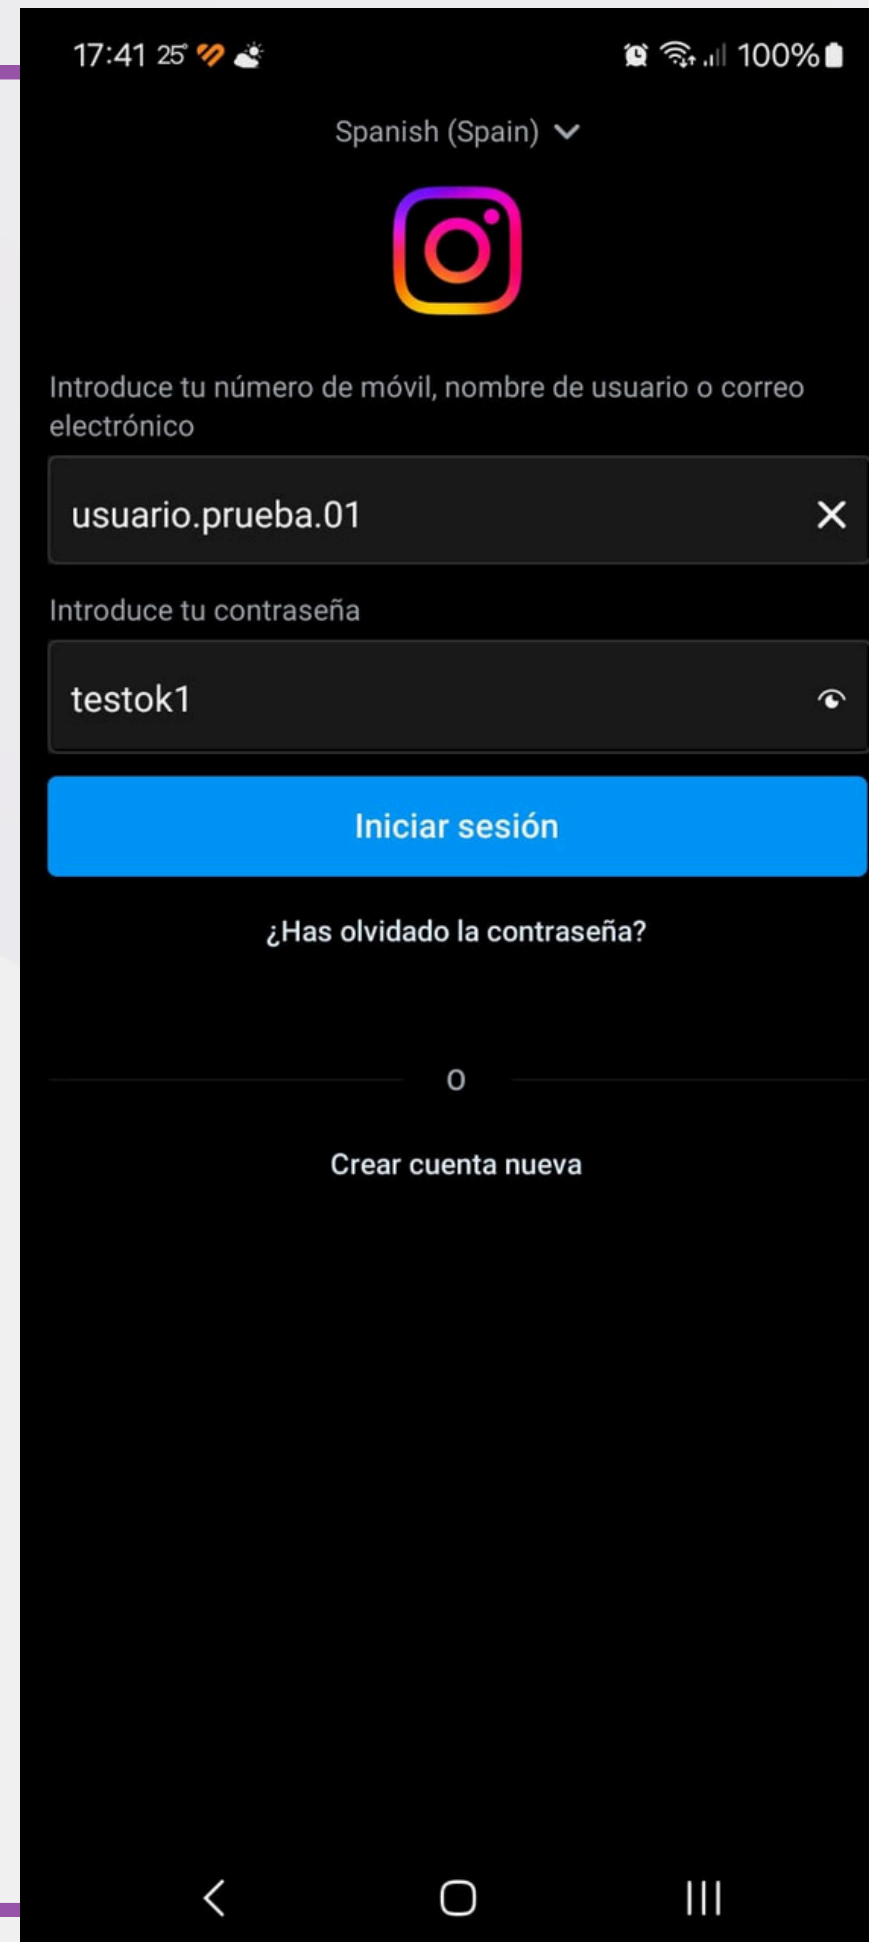 17:41 25° 100%
Spanish (Spain)
Introduce tu número de móvil, nombre de usuario o correo
electrónico
usuario.prueba.01
Introduce tu contraseña
testok1
Iniciar sesión
¿Has olvidado la contraseña?
O
Crear cuenta nueva